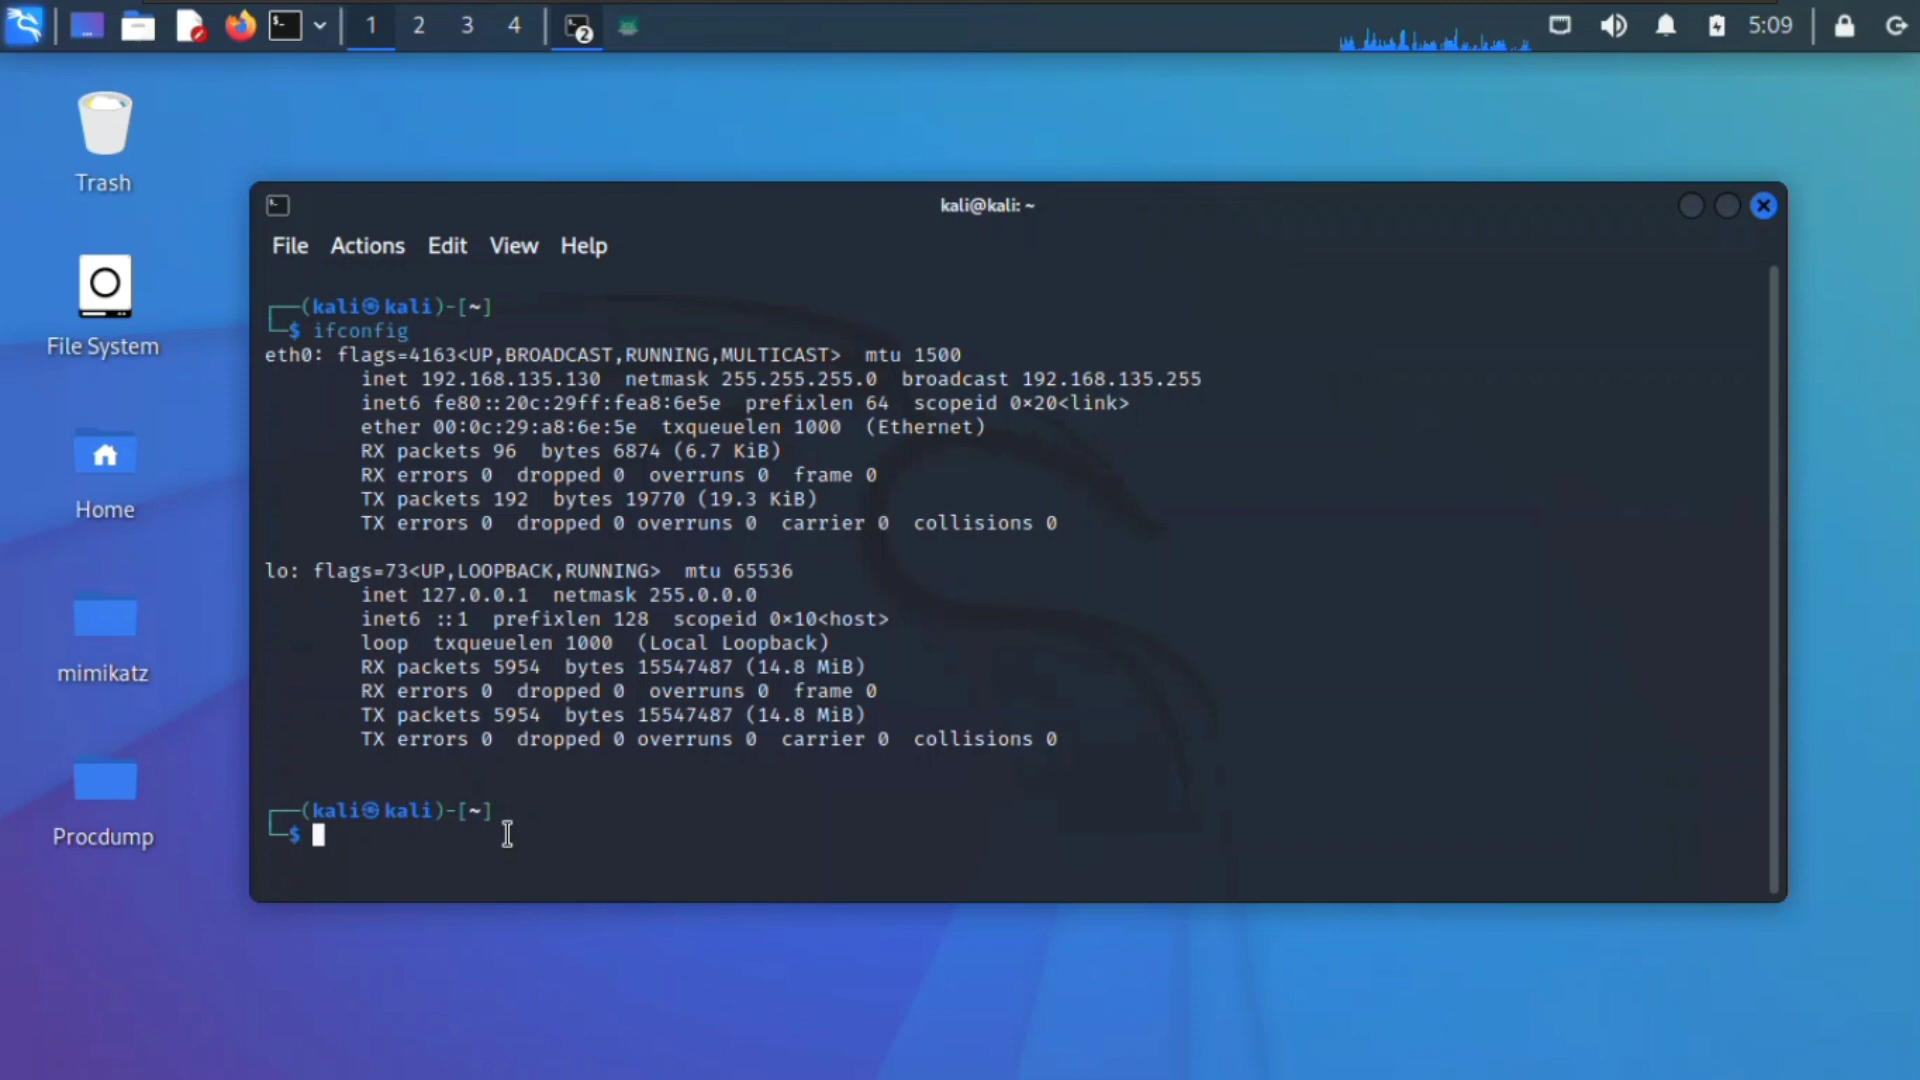 1 2 3 4 2 5:09
Trash
File System
Home
mimikatz
Procdump
kali@kali: ~
File Actions Edit View Help
┌──(kali㉿kali)-[~]
└─$ ifconfig
eth0: flags=4163<UP,BROADCAST,RUNNING,MULTICAST>  mtu 1500
        inet 192.168.135.130  netmask 255.255.255.0  broadcast 192.168.135.255
        inet6 fe80::20c:29ff:fea8:6e5e  prefixlen 64  scopeid 0×20<link>
        ether 00:0c:29:a8:6e:5e  txqueuelen 1000  (Ethernet)
        RX packets 96  bytes 6874 (6.7 KiB)
        RX errors 0  dropped 0  overruns 0  frame 0
        TX packets 192  bytes 19770 (19.3 KiB)
        TX errors 0  dropped 0 overruns 0  carrier 0  collisions 0
lo: flags=73<UP,LOOPBACK,RUNNING>  mtu 65536
        inet 127.0.0.1  netmask 255.0.0.0
        inet6 ::1  prefixlen 128  scopeid 0×10<host>
        loop  txqueuelen 1000  (Local Loopback)
        RX packets 5954  bytes 15547487 (14.8 MiB)
        RX errors 0  dropped 0  overruns 0  frame 0
        TX packets 5954  bytes 15547487 (14.8 MiB)
        TX errors 0  dropped 0 overruns 0  carrier 0  collisions 0
┌──(kali㉿kali)-[~]
└─$